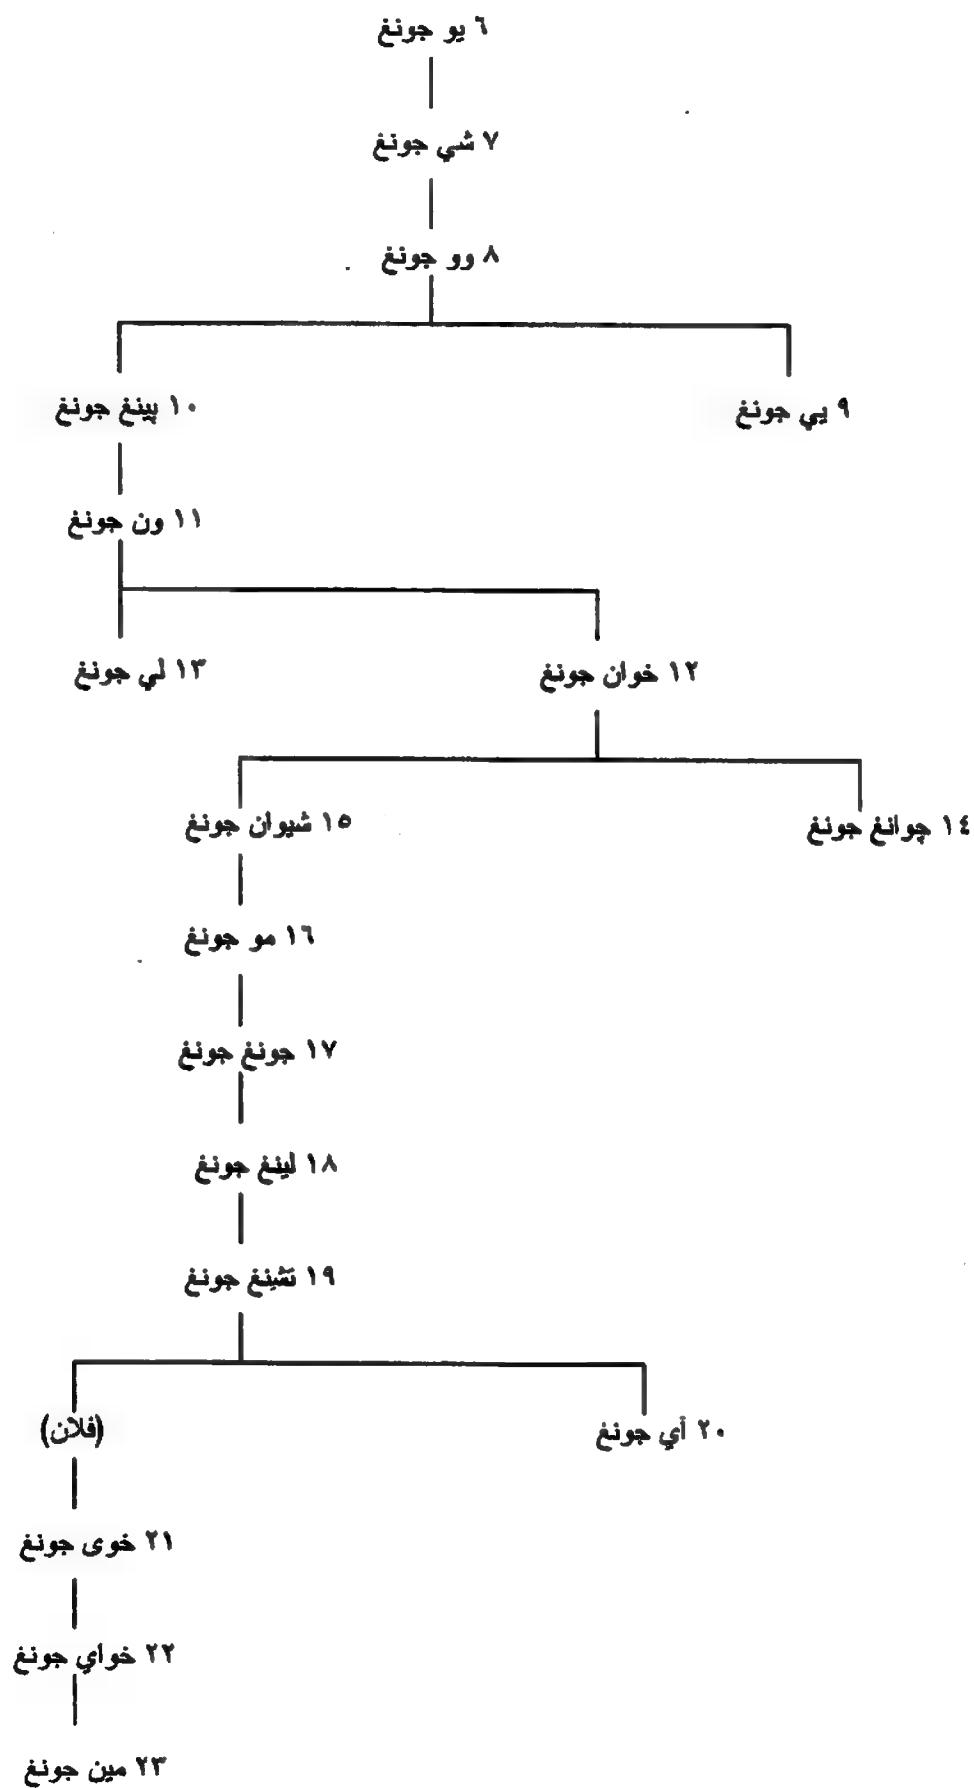 ٦ يو جونغ
٧ شي جونغ
٨ وو جونغ
٩ يي جونغ
١٠ پينغ جونغ
١١ ون جونغ
١٢ خوان جونغ
١٣ لي جونغ
١٤ چوانغ جونغ
١٥ شيوان جونغ
١٦ مو جونغ
١٧ جونغ جونغ
١٨ لينغ جونغ
١٩ تشينغ جونغ
٢٠ أي جونغ
(فلان)
٢١ خوى جونغ
٢٢ خواي جونغ
٢٣ مين جونغ